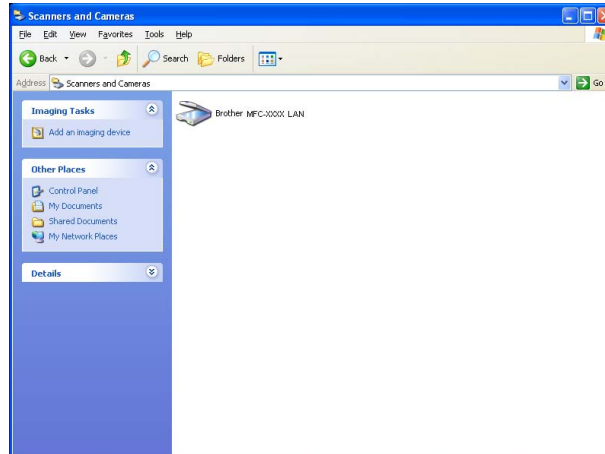 Scanners and Cameras
File Edit View Favorites Tools Help
Back Search Folders
Address Scanners and Cameras Go
Imaging Tasks
Add an imaging device
Other Places
Control Panel
My Documents
Shared Documents
My Network Places
Details
Brother MFC-XXXX LAN